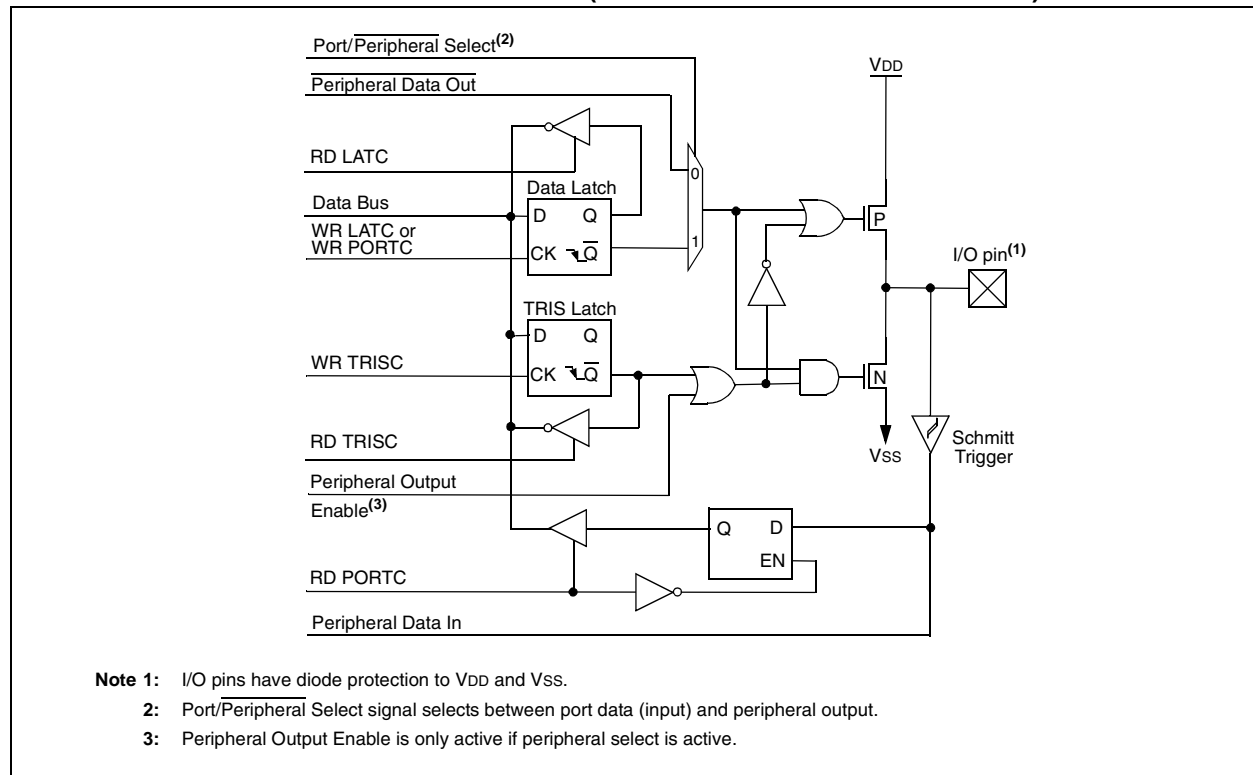 Port/Peripheral Select(2)
Peripheral Data Out
VDD
RD LATC
0
Data Latch
Data Bus
D Q
WR LATC or
WR PORTC
CK Q
1
P
I/O pin(1)
TRIS Latch
D Q
WR TRISC
CK Q
N
RD TRISC
VSS
Schmitt
Trigger
Peripheral Output
Enable(3)
Q D
EN
RD PORTC
Peripheral Data In
Note 1: I/O pins have diode protection to VDD and VSS.
2: Port/Peripheral Select signal selects between port data (input) and peripheral output.
3: Peripheral Output Enable is only active if peripheral select is active.